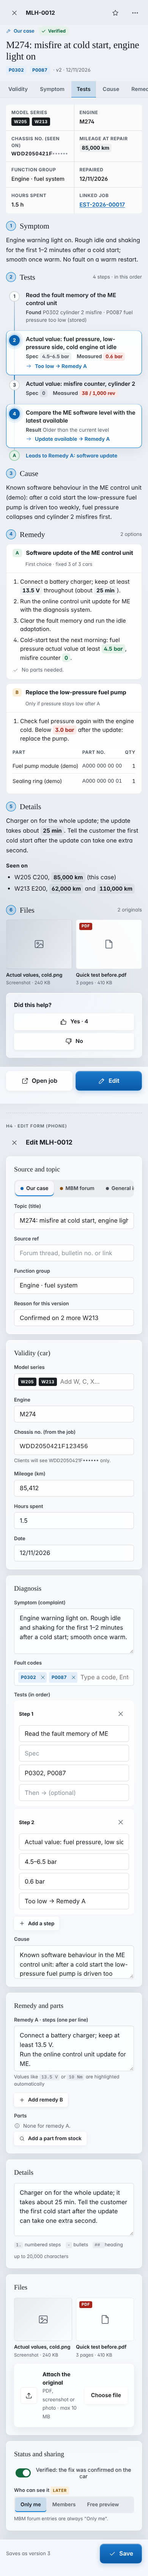 MLH-0012
Our case Verified
M274: misfire at cold start, engine
light on
P0302 P0087 · v2 · 12/11/2026
Validity Symptom Tests Cause Remed
MODEL SERIES
W205 W213
ENGINE
M274
CHASSIS NO. (SEEN
ON)
WDD2050421F••••••
MILEAGE AT REPAIR
85,000 km
FUNCTION GROUP
Engine · fuel system
REPAIRED
12/11/2026
HOURS SPENT
1.5 h
LINKED JOB
EST-2026-00017
1 Symptom
Engine warning light on. Rough idle and shaking
for the first 1–2 minutes after a cold start;
smooth once warm. No fault on a warm start.
2 Tests
4 steps · in this order
1 Read the fault memory of the ME
control unit
Found P0302 cylinder 2 misfire · P0087 fuel
pressure too low (stored)
2 Actual value: fuel pressure, low-
pressure side, cold engine at idle
Spec 4.5–6.5 bar Measured 0.6 bar
→ Too low → Remedy A
3 Actual value: misfire counter, cylinder 2
Spec 0 Measured 38 / 1,000 rev
4 Compare the ME software level with the
latest available
Result Older than the current level
→ Update available → Remedy A
A Leads to Remedy A: software update
3 Cause
Known software behaviour in the ME control unit
(demo): after a cold start the low-pressure fuel
pump is driven too weakly, fuel pressure
collapses and cylinder 2 misfires first.
4 Remedy
2 options
A Software update of the ME control unit
First choice · fixed 3 of 3 cars
1. Connect a battery charger; keep at least
13.5 V throughout (about 25 min).
2. Run the online control unit update for ME
with the diagnosis system.
3. Clear the fault memory and run the idle
adaptation.
4. Cold-start test the next morning: fuel
pressure actual value at least 4.5 bar,
misfire counter 0.
No parts needed.
B Replace the low-pressure fuel pump
Only if pressure stays low after A
1. Check fuel pressure again with the engine
cold. Below 3.0 bar after the update:
replace the pump.
PART PART NO. QTY
Fuel pump module (demo) A000 000 00 00 1
Sealing ring (demo) A000 000 00 01 1
5 Details
Charger on for the whole update; it takes
about 25 min. Tell the customer the first cold
start after the update can take one extra
second.
Seen on
• W205 C200, 85,000 km (this case)
• W213 E200, 62,000 km and 110,000 km
6 Files
2 originals
PDF
Actual values, cold.png
Screenshot · 240 KB
Quick test before.pdf
3 pages · 410 KB
Did this help?
Yes · 4
No
Open job
Edit
H4 · EDIT FORM (PHONE)
Edit MLH-0012
Source and topic
Our case MBM forum General k
Topic (title)
M274: misfire at cold start, engine ligh
Source ref
Forum thread, bulletin no. or link
Function group
Engine · fuel system
Reason for this version
Confirmed on 2 more W213
Validity (car)
Model series
W205 W213 Add W, C, X...
Engine
M274
Chassis no. (from the job)
WDD2050421F123456
Clients will see WDD2050421F•••••• only.
Mileage (km)
85,412
Hours spent
1.5
Date
12/11/2026
Diagnosis
Symptom (complaint)
Engine warning light on. Rough idle
and shaking for the first 1–2 minutes
after a cold start; smooth once warm.
Fault codes
P0302 × P0087 × Type a code, Ent
Tests (in order)
Step 1
Read the fault memory of ME
Spec
P0302, P0087
Then → (optional)
Step 2
Actual value: fuel pressure, low sid
4.5–6.5 bar
0.6 bar
Too low → Remedy A
+ Add a step
Cause
Known software behaviour in the ME
control unit: after a cold start the low-
pressure fuel pump is driven too
Remedy and parts
Remedy A · steps (one per line)
Connect a battery charger; keep at
least 13.5V.
Run the online control unit update for
ME.
Values like 13.5 V or 10 Nm are highlighted
automatically
+ Add remedy B
Parts
None for remedy A.
Add a part from stock
Details
Charger on for the whole update; it
takes about 25 min. Tell the customer
the first cold start after the update can
take one extra second.
1. numbered steps - bullets ## heading
up to 20,000 characters
Files
PDF
Actual values, cold.png
Screenshot · 240 KB
Quick test before.pdf
3 pages · 410 KB
Attach the
original
PDF,
screenshot or
photo · max 10
MB
Choose file
Status and sharing
Verified: the fix was confirmed on the
car
Who can see it LATER
Only me Members Free preview
MBM forum entries are always "Only me".
Saves as version 3
Save